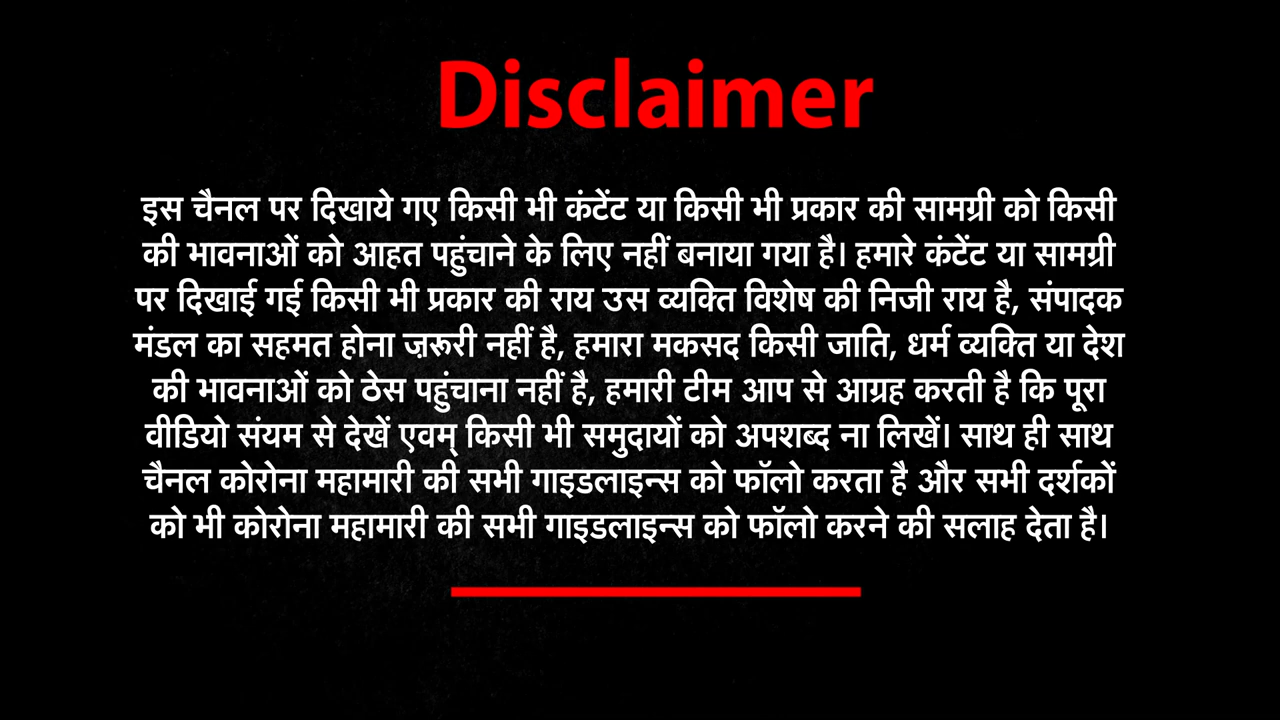 Disclaimer
इस चैनल पर दिखाये गए किसी भी कंटेंट या किसी भी प्रकार की सामग्री को किसी
की भावनाओं को आहत पहुंचाने के लिए नहीं बनाया गया है। हमारे कंटेंट या सामग्री
पर दिखाई गई किसी भी प्रकार की राय उस व्यक्ति विशेष की निजी राय है, संपादक
मंडल का सहमत होना ज़रूरी नहीं है, हमारा मकसद किसी जाति, धर्म व्यक्ति या देश
की भावनाओं को ठेस पहुंचाना नहीं है, हमारी टीम आप से आग्रह करती है कि पूरा
वीडियो संयम से देखें एवम् किसी भी समुदायों को अपशब्द ना लिखें। साथ ही साथ
चैनल कोरोना महामारी की सभी गाइडलाइन्स को फॉलो करता है और सभी दर्शकों
को भी कोरोना महामारी की सभी गाइडलाइन्स को फॉलो करने की सलाह देता है।